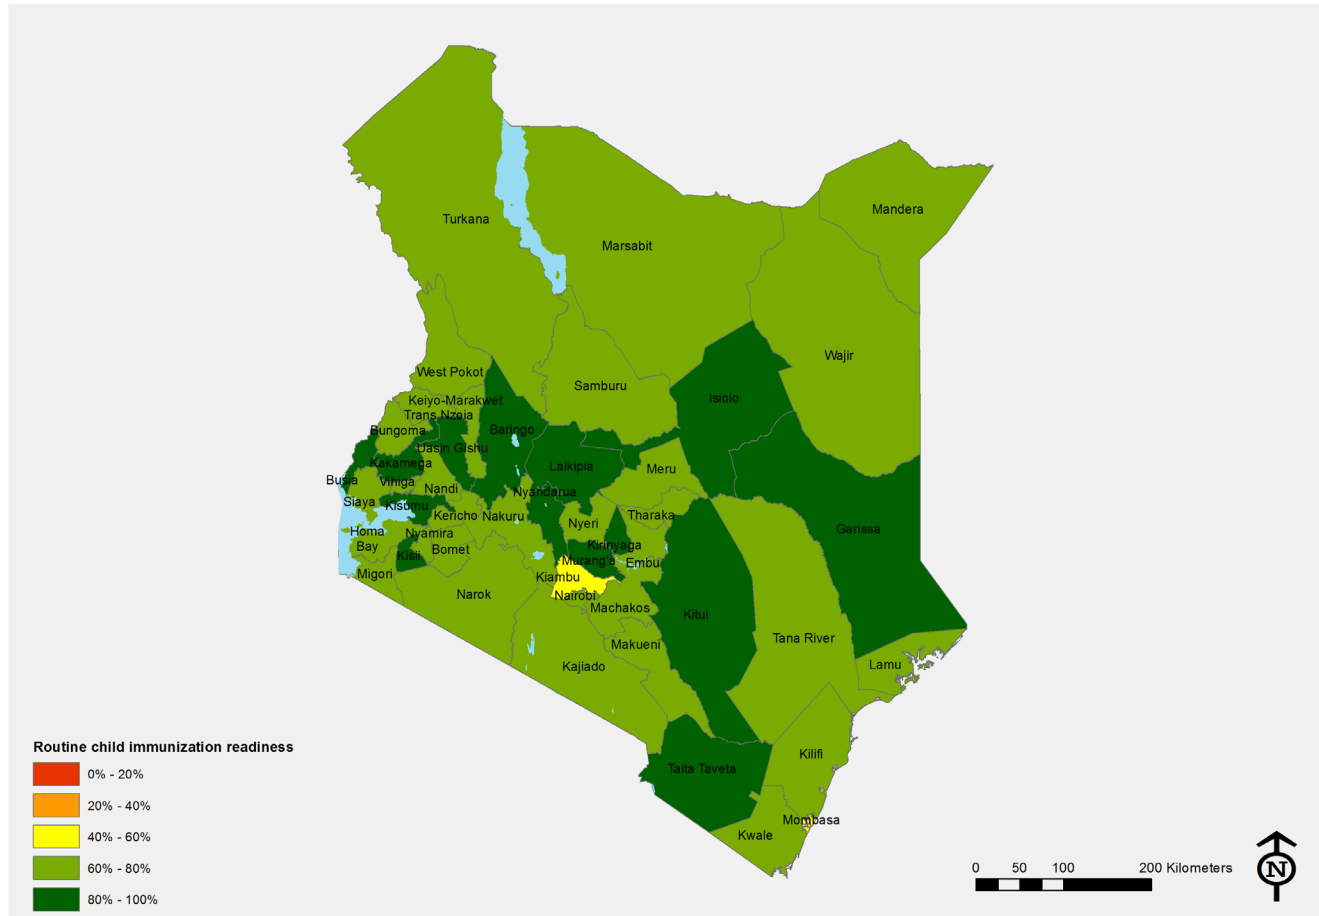 Turkana
Mandera
Marsabit
Wajir
West Pokot
Samburu
Keiyo-Marakwet
Isiolo
Trans Nzoia
Bungoma
Baringo
Uasin Gishu
Kakamega
Laikipia
Meru
Busia
Vihiga
Nandi
Nyandarua
Siaya
Kisomu
Kericho
Nakuru
Tharaka
Nyeri
Garissa
Homa
Bay
Nyamira
Kirinyaga
Kisii
Bomet
Murang'a
Embu
Migori
Kiambu
Narok
Nairobi
Machakos
Kitui
Makueni
Tana River
Kajiado
Lamu
Kilifi
Taita Taveta
Mombasa
Kwale
Routine child immunization readiness
0% - 20%
20% - 40%
40% - 60%
60% - 80%
80% - 100%
0 50 100 200 Kilometers
N